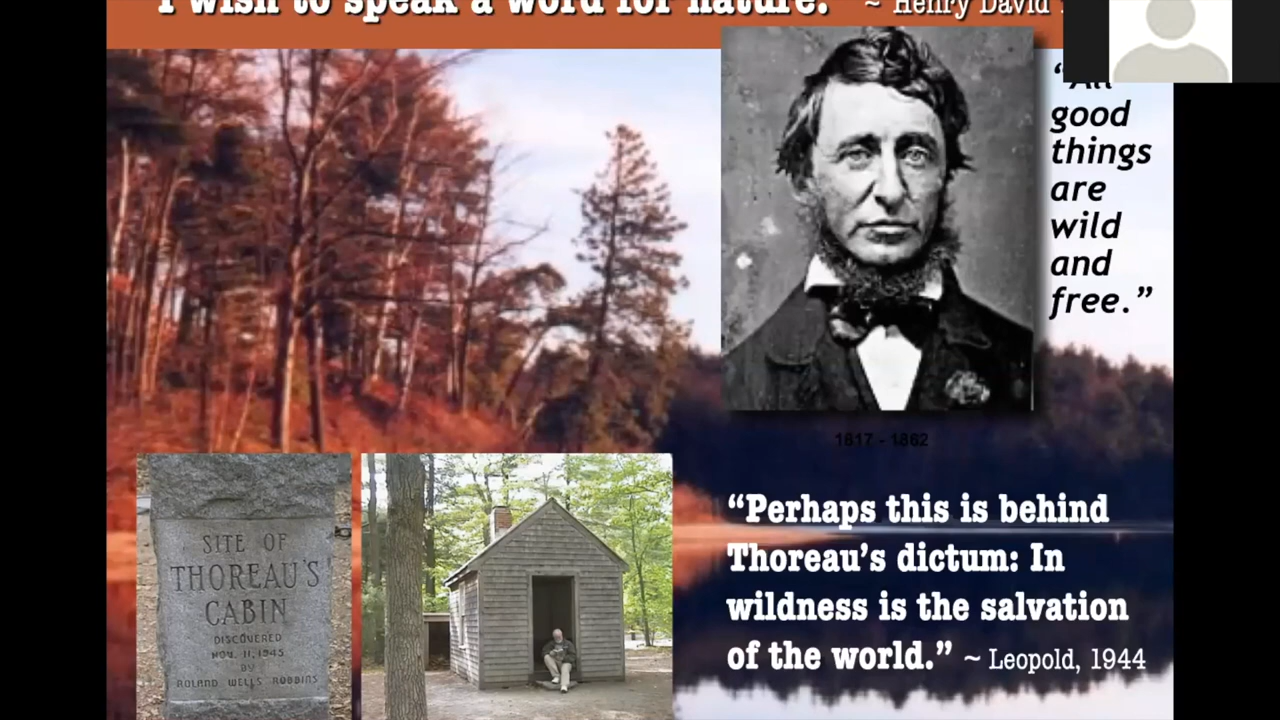 I wish to speak a word for nature. ~ Henry David
"All
good
things
are
wild
and
free."
1817 - 1862
"Perhaps this is behind
Thoreau's dictum: In
wildness is the salvation
of the world." ~ Leopold, 1944
SITE OF
THOREAU'S
CABIN
DISCOVERED
NOV. 11, 1945
BY
ROLAND WELLS ROBBINS